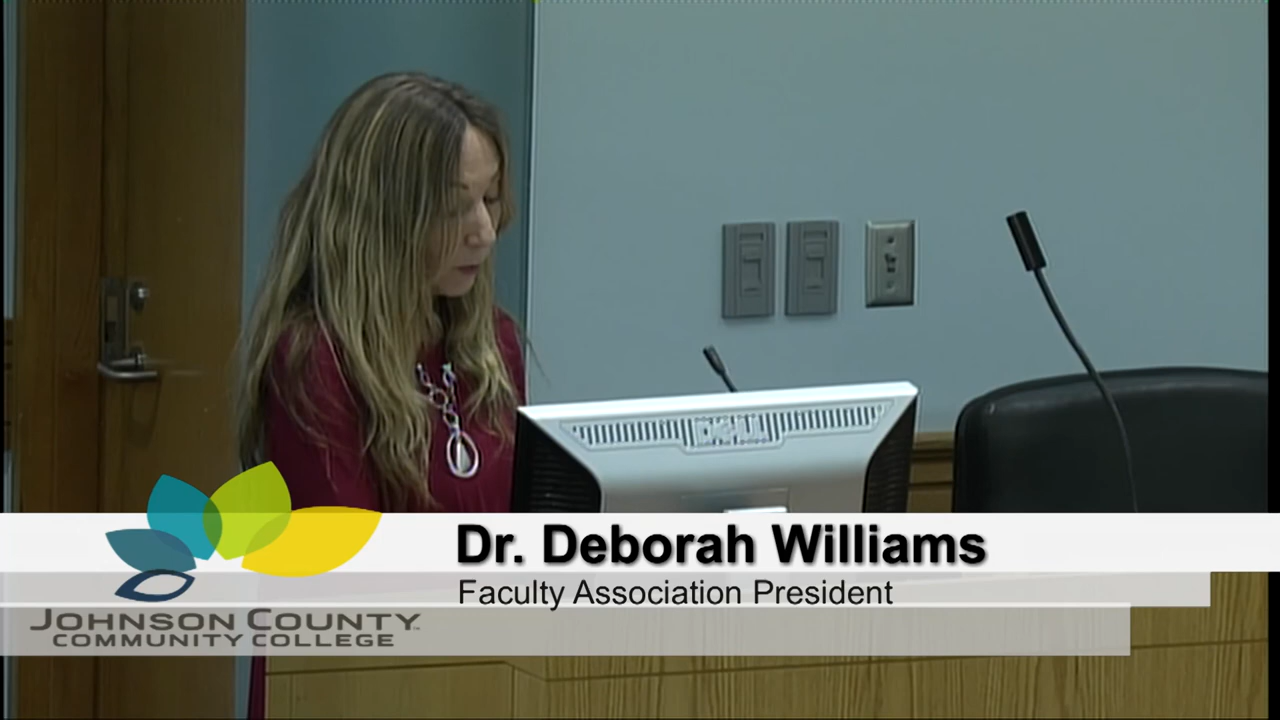 Dr. Deborah Williams
Faculty Association President
JOHNSON COUNTY
COMMUNITY COLLEGE